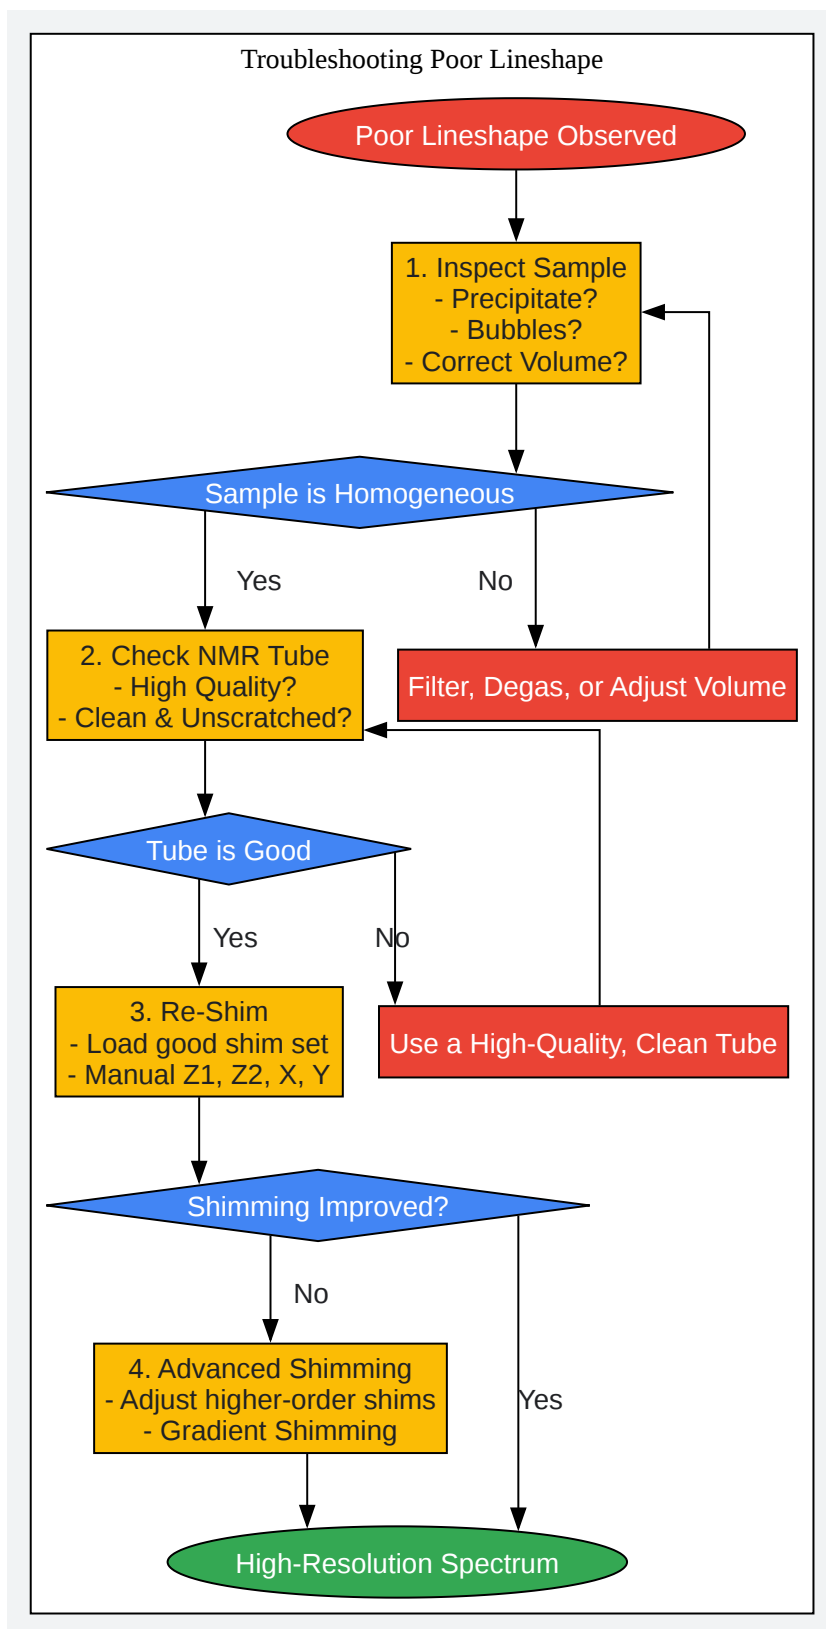 Troubleshooting Poor Lineshape
Poor Lineshape Observed
1. Inspect Sample
- Precipitate?
- Bubbles?
- Correct Volume?
Sample is Homogeneous
Yes
No
2. Check NMR Tube
- High Quality?
- Clean & Unscratched?
Filter, Degas, or Adjust Volume
Tube is Good
Yes
No
3. Re-Shim
- Load good shim set
- Manual Z1, Z2, X, Y
Use a High-Quality, Clean Tube
Shimming Improved?
No
4. Advanced Shimming
- Adjust higher-order shims
- Gradient Shimming
Yes
High-Resolution Spectrum